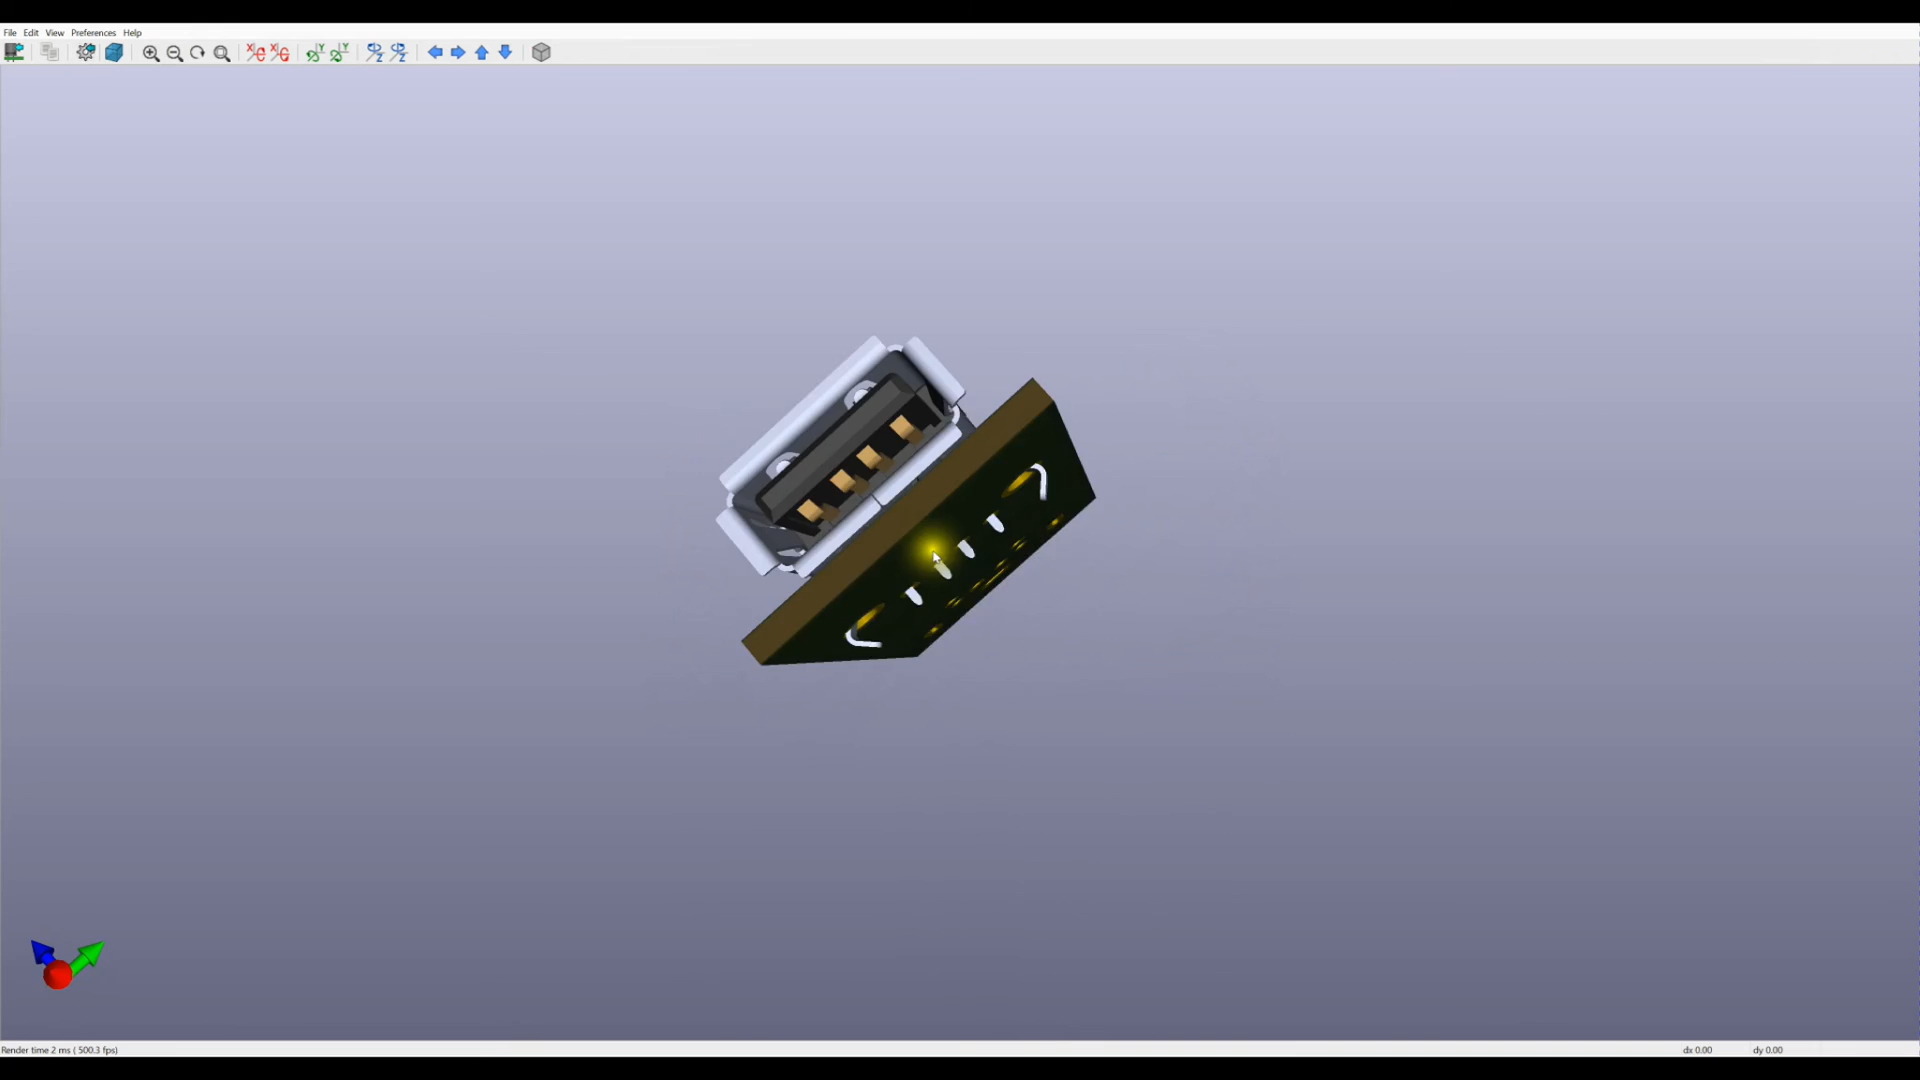 File Edit View Preferences Help
Render time 2 ms ( 500.3 fps)
dx 0.00
dy 0.00